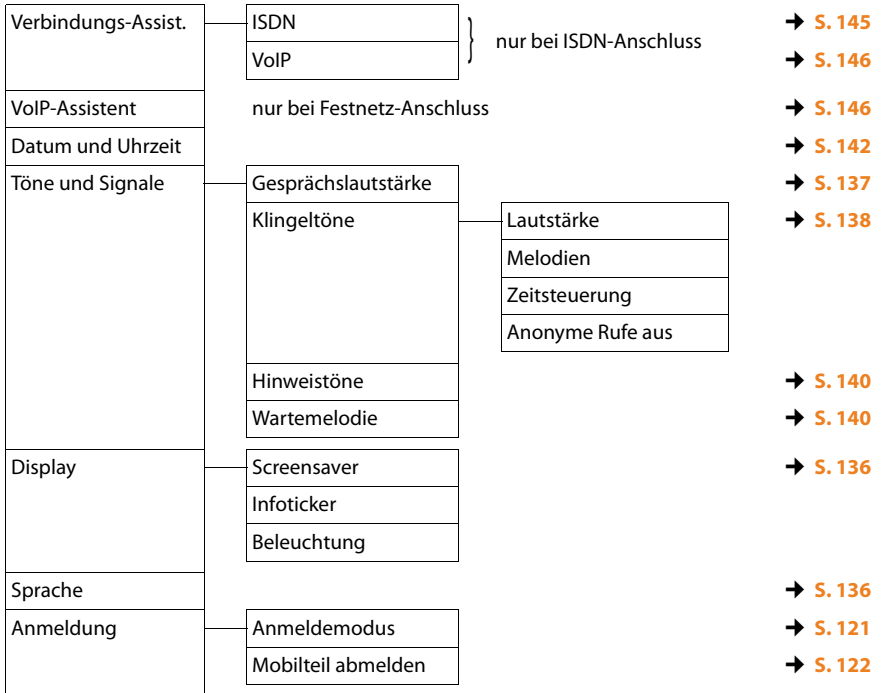 Verbindungs-Assist. ISDN nur bei ISDN-Anschluss ➔ S. 145
VoIP ➔ S. 146
VoIP-Assistent nur bei Festnetz-Anschluss ➔ S. 146
Datum und Uhrzeit ➔ S. 142
Töne und Signale Gesprächslautstärke ➔ S. 137
Klingeltöne Lautstärke ➔ S. 138
Melodien
Zeitsteuerung
Anonyme Rufe aus
Hinweistöne ➔ S. 140
Wartemelodie ➔ S. 140
Display Screensaver ➔ S. 136
Infoticker
Beleuchtung
Sprache ➔ S. 136
Anmeldung Anmeldemodus ➔ S. 121
Mobilteil abmelden ➔ S. 122